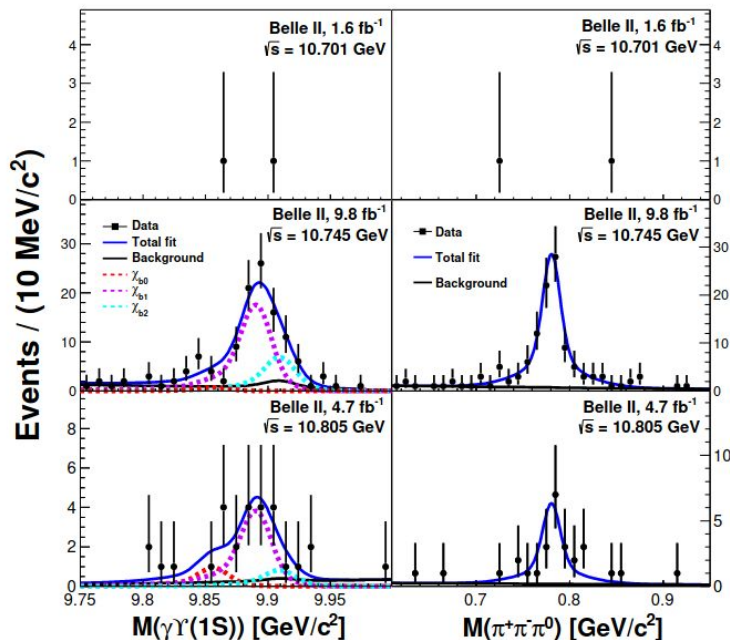 Events / (10 MeV/c²)
Belle II, 1.6 fb⁻¹
√s = 10.701 GeV
4
3
2
1
0
Belle II, 1.6 fb⁻¹
√s = 10.701 GeV
4
3
2
1
0
Belle II, 9.8 fb⁻¹
√s = 10.745 GeV
Data
Total fit
Background
χb0
χb1
χb2
30
20
10
0
Belle II, 9.8 fb⁻¹
√s = 10.745 GeV
Data
Total fit
Background
30
20
10
0
Belle II, 4.7 fb⁻¹
√s = 10.805 GeV
8
6
4
2
0
9.75 9.8 9.85 9.9 9.95
M(γϒ(1S)) [GeV/c²]
Belle II, 4.7 fb⁻¹
√s = 10.805 GeV
10
5
0
0.7 0.8 0.9
M(π⁺π⁻π⁰) [GeV/c²]